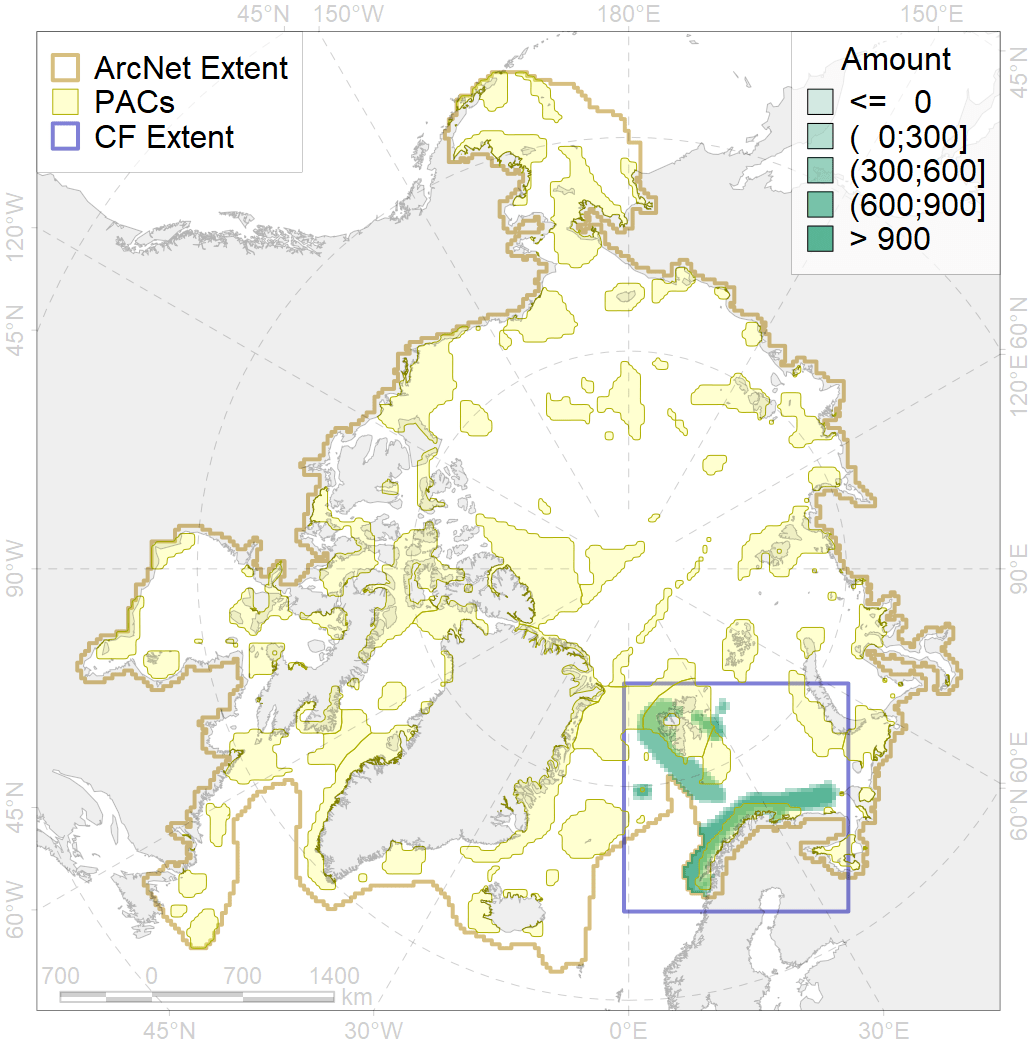 45°N 150°W 180°E 150°E
ArcNet Extent
PACs
CF Extent
Amount
<= 0
( 0;300]
(300;600]
(600;900]
> 900
45°N
120°W
60°N
45°N
120°E
90°W
90°E
60°E
45°N
60°N
60°W
700 0 700 1400
km
45°N 30°W 0°E 30°E